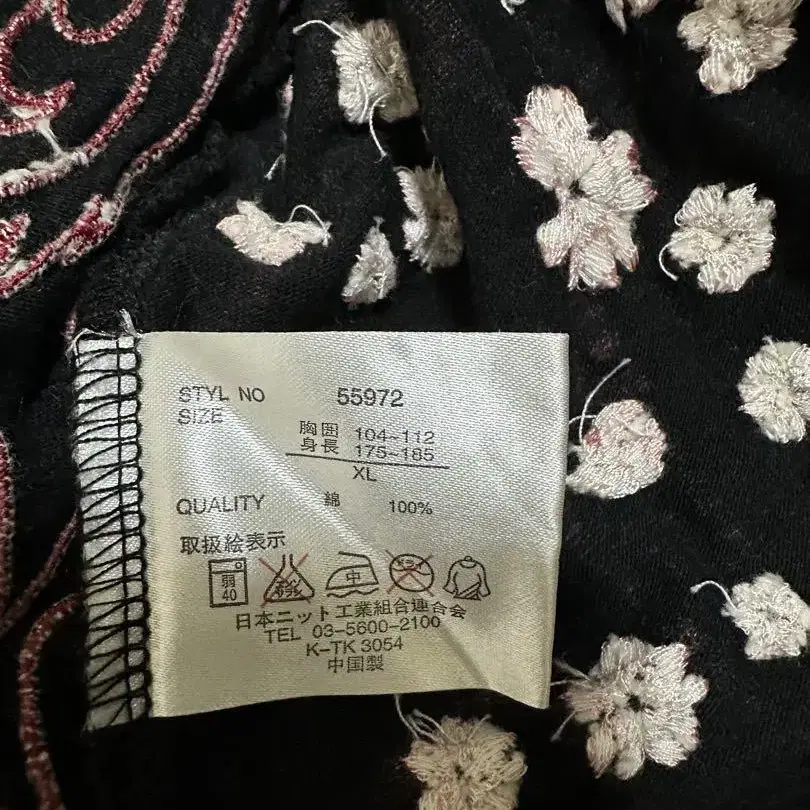 STYL NO 55972
SIZE
胸囲 104~112
身長 175~185
XL
QUALITY 綿 100%
取扱絵表示
弱 40 中
日本ニット工業組合連合会
TEL 03-5600-2100
K-TK 3054
中国製